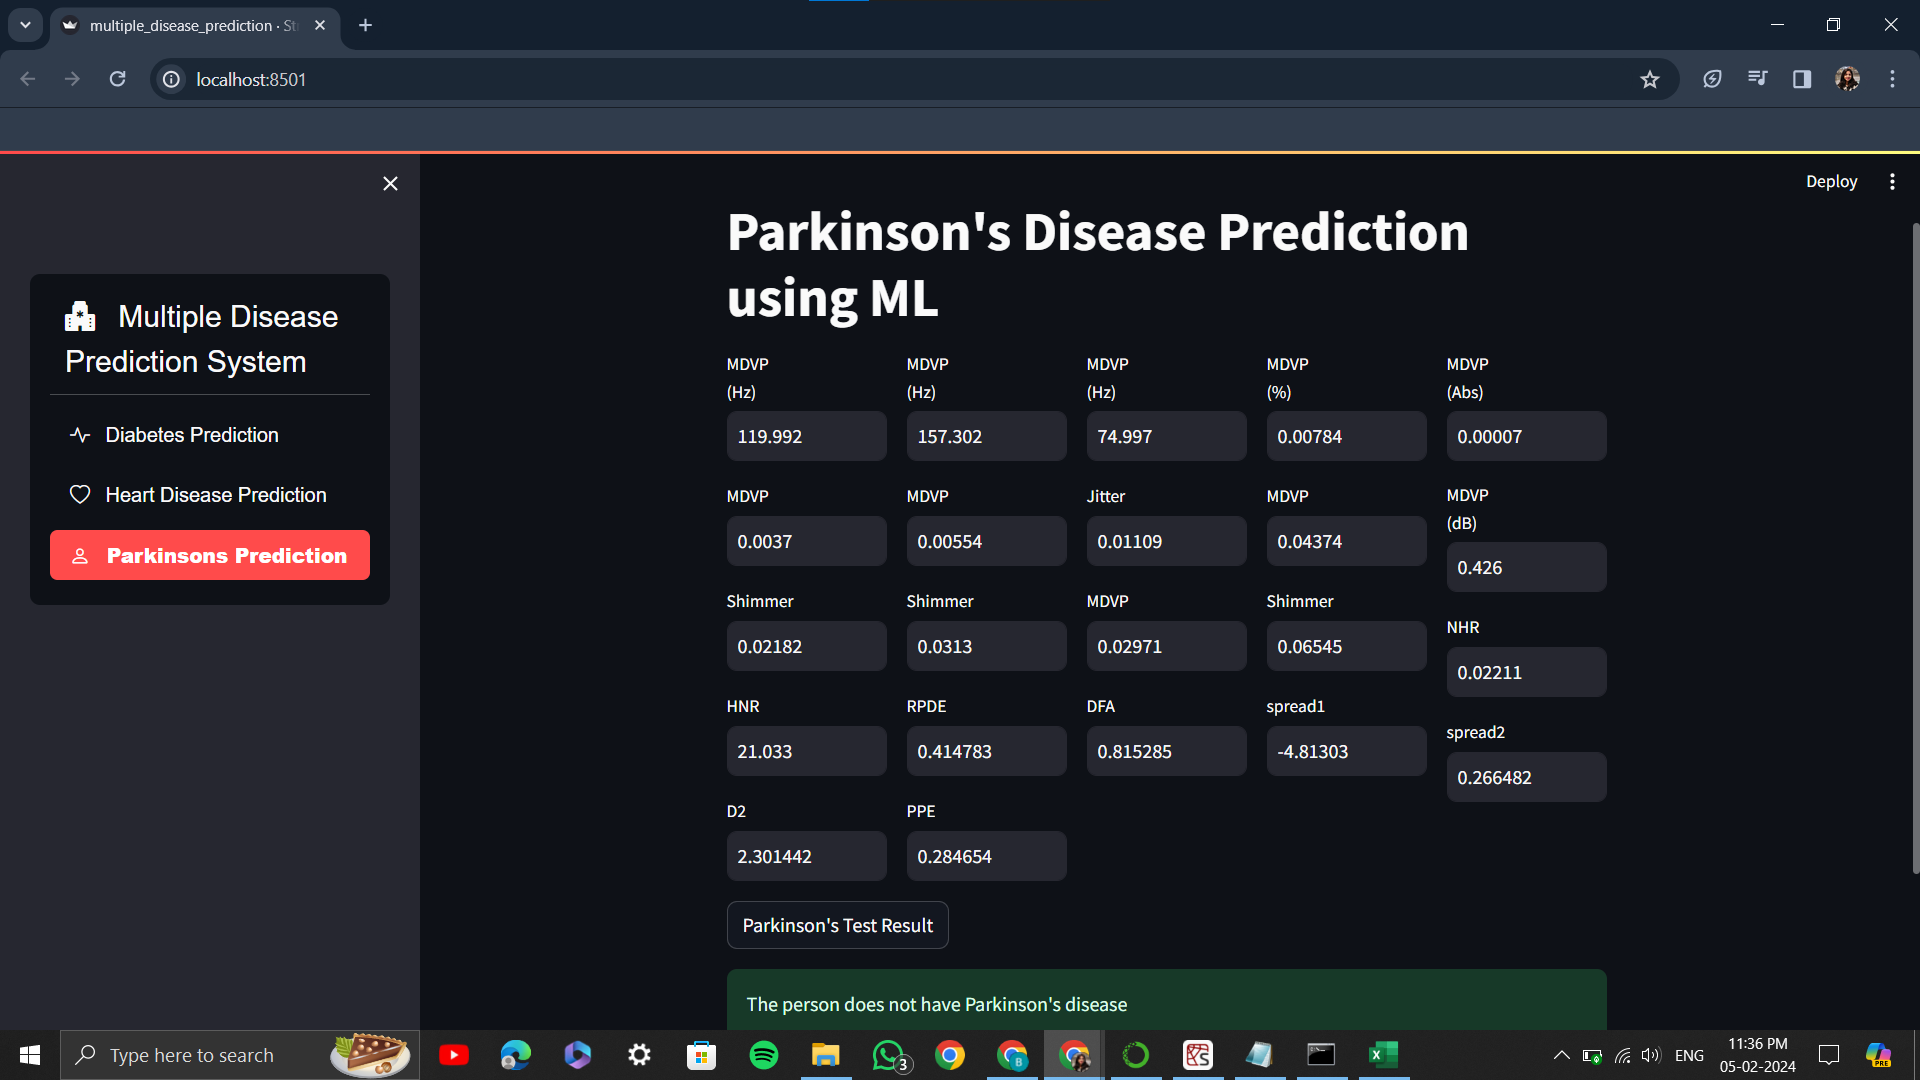 multiple_disease_prediction · St
localhost:8501
Deploy
Multiple Disease
Prediction System
Diabetes Prediction
Heart Disease Prediction
Parkinsons Prediction
Parkinson's Disease Prediction
using ML
MDVP MDVP MDVP MDVP MDVP
(Hz) (Hz) (Hz) (%) (Abs)
119.992 157.302 74.997 0.00784 0.00007
MDVP MDVP Jitter MDVP MDVP
(dB)
0.0037 0.00554 0.01109 0.04374 0.426
Shimmer Shimmer MDVP Shimmer NHR
0.02182 0.0313 0.02971 0.06545 0.02211
HNR RPDE DFA spread1 spread2
21.033 0.414783 0.815285 -4.81303 0.266482
D2 PPE
2.301442 0.284654
Parkinson's Test Result
The person does not have Parkinson's disease
Type here to search
3
B
ENG
11:36 PM
05-02-2024
PRE